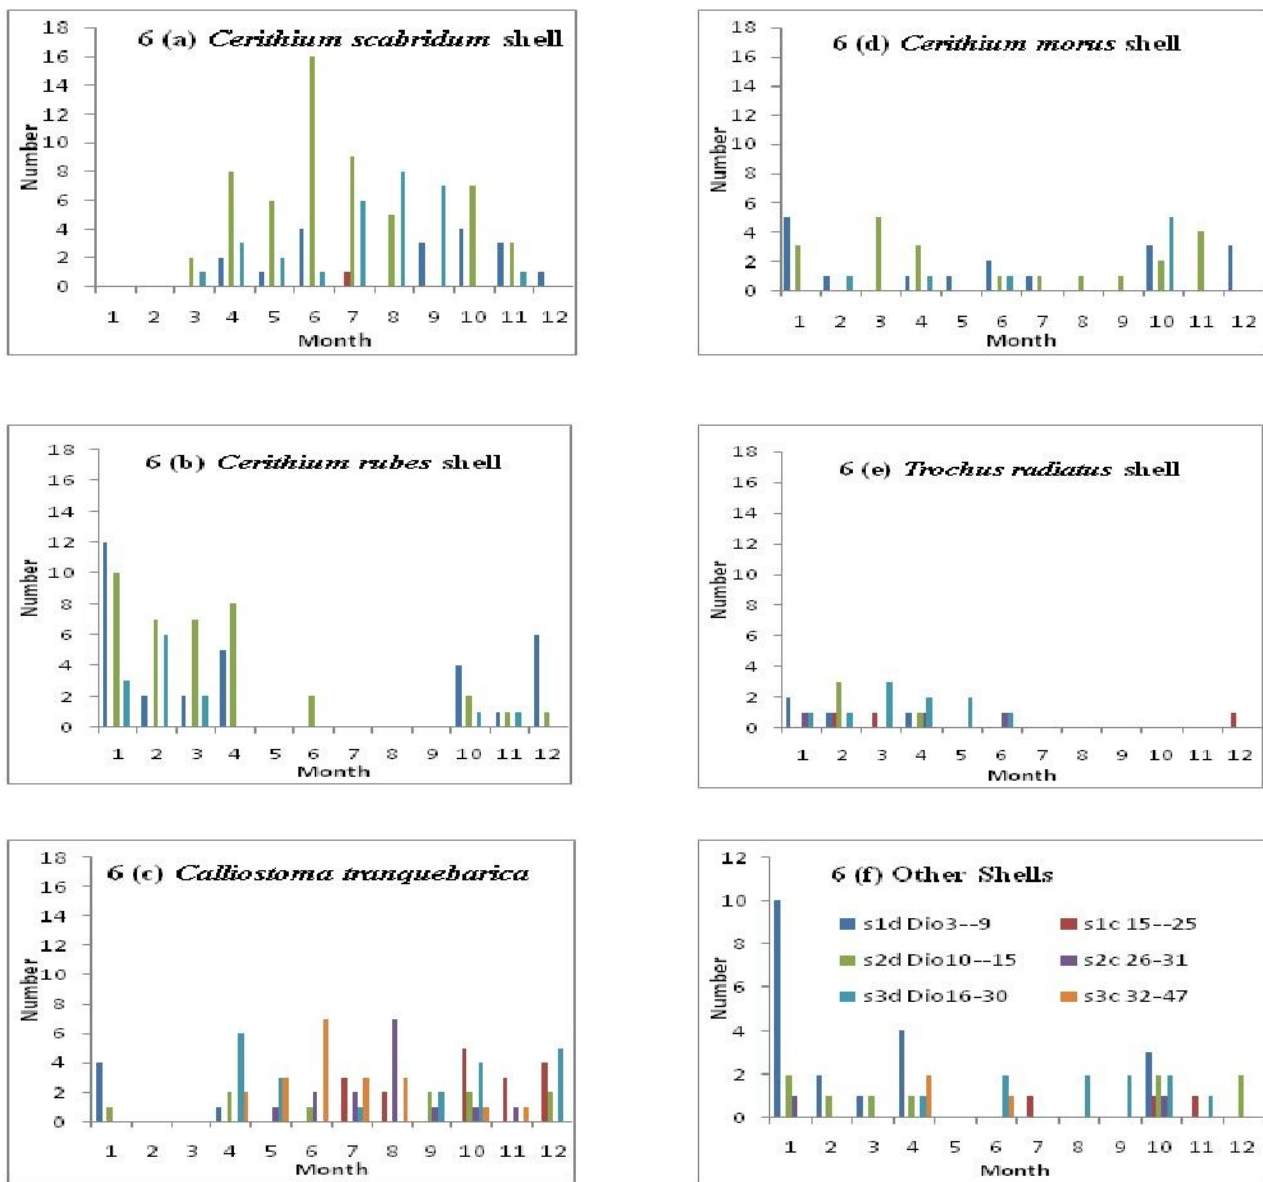 6 (a) Cerithium scabridum shell
18
16
14
12
10
8
6
4
2
0
Number
1 2 3 4 5 6 7 8 9 10 11 12
Month
6 (d) Cerithium morus shell
18
16
14
12
10
8
6
4
2
0
Number
1 2 3 4 5 6 7 8 9 10 11 12
Month
6 (b) Cerithium rubes shell
18
16
14
12
10
8
6
4
2
0
Number
1 2 3 4 5 6 7 8 9 10 11 12
Month
6 (e) Trochus radiatus shell
18
16
14
12
10
8
6
4
2
0
Number
1 2 3 4 5 6 7 8 9 10 11 12
Month
6 (c) Calliostoma tranquebarica
18
16
14
12
10
8
6
4
2
0
Number
1 2 3 4 5 6 7 8 9 10 11 12
Month
6 (f) Other Shells
12
10
8
6
4
2
0
Number
s1d Dio3--9 s1c 15--25
s2d Dio10--15 s2c 26-31
s3d Dio16-30 s3c 32-47
1 2 3 4 5 6 7 8 9 10 11 12
Month